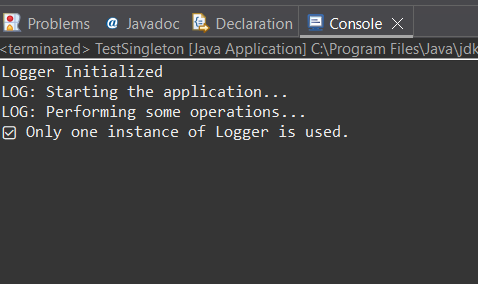 Problems @ Javadoc Declaration Console
<terminated> TestSingleton [Java Application] C:\Program Files\Java\jdk
Logger Initialized
LOG: Starting the application...
LOG: Performing some operations...
☑ Only one instance of Logger is used.